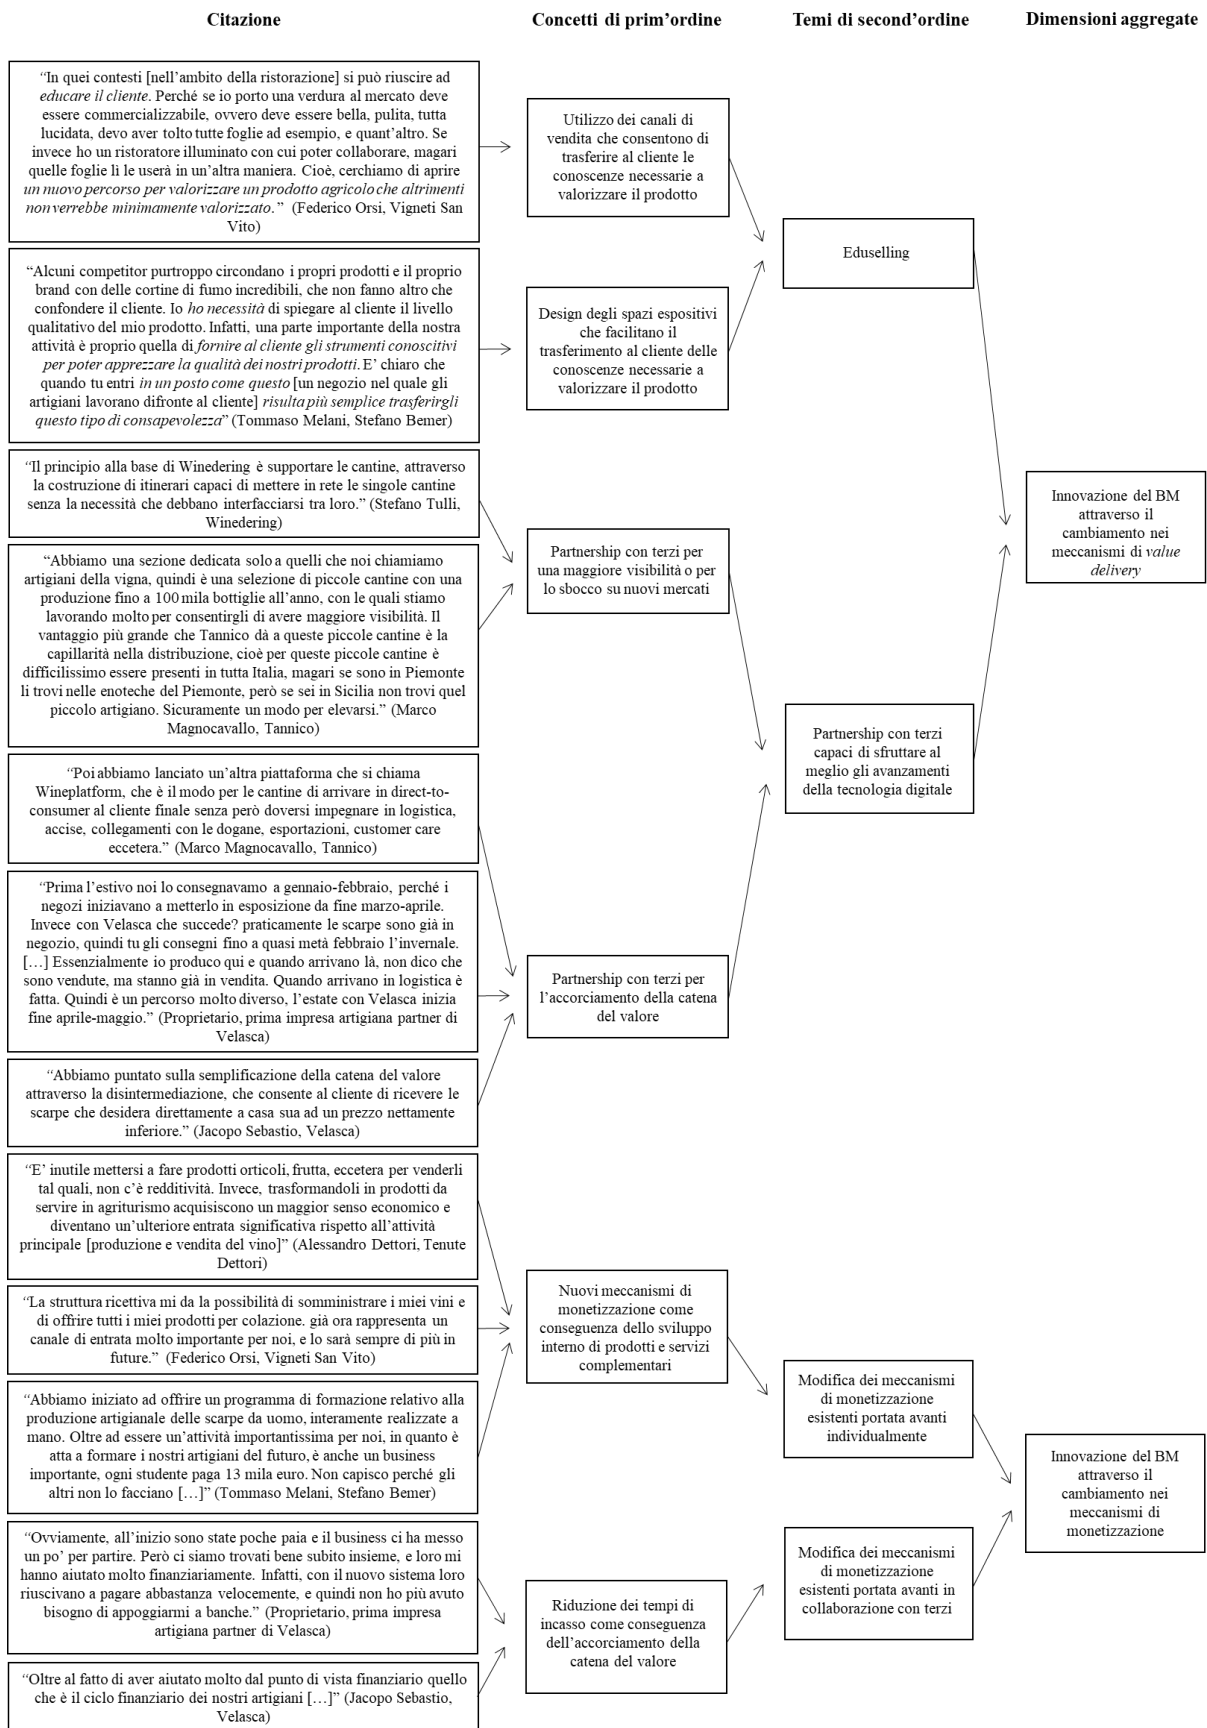 Citazione
Concetti di prim’ordine
Temi di second’ordine
Dimensioni aggregate
“In quei contesti [nell’ambito della ristorazione] si può riuscire ad
educare il cliente. Perché se io porto una verdura al mercato deve
essere commercializzabile, ovvero deve essere bella, pulita, tutta
lucidata, devo aver tolto tutte foglie ad esempio, e quant’altro. Se
invece ho un ristoratore illuminato con cui poter collaborare, magari
quelle foglie lì le userà in un’altra maniera. Cioè, cerchiamo di aprire
un nuovo percorso per valorizzare un prodotto agricolo che altrimenti
non verrebbe minimamente valorizzato.” (Federico Orsi, Vigneti San
Vito)
“Alcuni competitor purtroppo circondano i propri prodotti e il proprio
brand con delle cortine di fumo incredibili, che non fanno altro che
confondere il cliente. Io ho necessità di spiegare al cliente il livello
qualitativo del mio prodotto. Infatti, una parte importante della nostra
attività è proprio quella di fornire al cliente gli strumenti conoscitivi
per poter apprezzare la qualità dei nostri prodotti. E’ chiaro che
quando tu entri in un posto come questo [un negozio nel quale gli
artigiani lavorano difronte al cliente] risulta più semplice trasferirgli
questo tipo di consapevolezza” (Tommaso Melani, Stefano Bemer)
“Il principio alla base di Winedering è supportare le cantine, attraverso
la costruzione di itinerari capaci di mettere in rete le singole cantine
senza la necessità che debbano interfacciarsi tra loro.” (Stefano Tulli,
Winedering)
“Abbiamo una sezione dedicata solo a quelli che noi chiamiamo
artigiani della vigna, quindi è una selezione di piccole cantine con una
produzione fino a 100 mila bottiglie all’anno, con le quali stiamo
lavorando molto per consentirgli di avere maggiore visibilità. Il
vantaggio più grande che Tannico dà a queste piccole cantine è la
capillarità nella distribuzione, cioè per queste piccole cantine è
difficilissimo essere presenti in tutta Italia, magari se sono in Piemonte
li trovi nelle enoteche del Piemonte, però se sei in Sicilia non trovi quel
piccolo artigiano. Sicuramente un modo per elevarsi.” (Marco
Magnocavallo, Tannico)
“Poi abbiamo lanciato un’altra piattaforma che si chiama
Wineplatform, che è il modo per le cantine di arrivare in direct-to-
consumer al cliente finale senza però doversi impegnare in logistica,
accise, collegamenti con le dogane, esportazioni, customer care
eccetera.” (Marco Magnocavallo, Tannico)
“Prima l’estivo noi lo consegnavamo a gennaio-febbraio, perché i
negozi iniziavano a metterlo in esposizione da fine marzo-aprile.
Invece con Velasca che succede? praticamente le scarpe sono già in
negozio, quindi tu gli consegni fino a quasi metà febbraio l’invernale.
[…] Essenzialmente io produco qui e quando arrivano là, non dico che
sono vendute, ma stanno già in vendita. Quando arrivano in logistica è
fatta. Quindi è un percorso molto diverso, l’estate con Velasca inizia
fine aprile-maggio.” (Proprietario, prima impresa artigiana partner di
Velasca)
“Abbiamo puntato sulla semplificazione della catena del valore
attraverso la disintermediazione, che consente al cliente di ricevere le
scarpe che desidera direttamente a casa sua ad un prezzo nettamente
inferiore.” (Jacopo Sebastio, Velasca)
“E’ inutile mettersi a fare prodotti orticoli, frutta, eccetera per venderli
tal quali, non c’è redditività. Invece, trasformandoli in prodotti da
servire in agriturismo acquisiscono un maggior senso economico e
diventano un’ulteriore entrata significativa rispetto all’attività
principale [produzione e vendita del vino]” (Alessandro Dettori, Tenute
Dettori)
“La struttura ricettiva mi da la possibilità di somministrare i miei vini e
di offrire tutti i miei prodotti per colazione. già ora rappresenta un
canale di entrata molto importante per noi, e lo sarà sempre di più in
future.” (Federico Orsi, Vigneti San Vito)
“Abbiamo iniziato ad offrire un programma di formazione relativo alla
produzione artigianale delle scarpe da uomo, interamente realizzate a
mano. Oltre ad essere un’attività importantissima per noi, in quanto è
atta a formare i nostri artigiani del futuro, è anche un business
importante, ogni studente paga 13 mila euro. Non capisco perché gli
altri non lo facciano […]” (Tommaso Melani, Stefano Bemer)
“Ovviamente, all’inizio sono state poche paia e il business ci ha messo
un po’ per partire. Però ci siamo trovati bene subito insieme, e loro mi
hanno aiutato molto finanziariamente. Infatti, con il nuovo sistema loro
riuscivano a pagare abbastanza velocemente, e quindi non ho più avuto
bisogno di appoggiarmi a banche.” (Proprietario, prima impresa
artigiana partner di Velasca)
“Oltre al fatto di aver aiutato molto dal punto di vista finanziario quello
che è il ciclo finanziario dei nostri artigiani […]” (Jacopo Sebastio,
Velasca)
Utilizzo dei canali di
vendita che consentono di
trasferire al cliente le
conoscenze necessarie a
valorizzare il prodotto
Design degli spazi espositivi
che facilitano il
trasferimento al cliente delle
conoscenze necessarie a
valorizzare il prodotto
Partnership con terzi per
una maggiore visibilità o per
lo sbocco su nuovi mercati
Partnership con terzi per
l’accorciamento della catena
del valore
Nuovi meccanismi di
monetizzazione come
conseguenza dello sviluppo
interno di prodotti e servizi
complementari
Riduzione dei tempi di
incasso come conseguenza
dell’accorciamento della
catena del valore
Eduselling
Partnership con terzi
capaci di sfruttare al
meglio gli avanzamenti
della tecnologia digitale
Modifica dei meccanismi
di monetizzazione
esistenti portata avanti
individualmente
Modifica dei meccanismi
di monetizzazione
esistenti portata avanti in
collaborazione con terzi
Innovazione del BM
attraverso il
cambiamento nei
meccanismi di value
delivery
Innovazione del BM
attraverso il
cambiamento nei
meccanismi di
monetizzazione